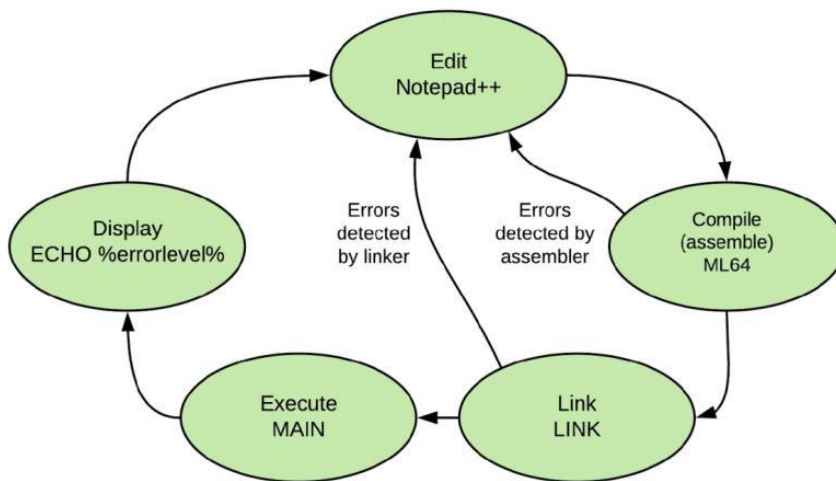 Edit
Notepad++
Display
ECHO %errorlevel%
Errors
detected
by linker
Errors
detected by
assembler
Compile
(assemble)
ML64
Execute
MAIN
Link
LINK